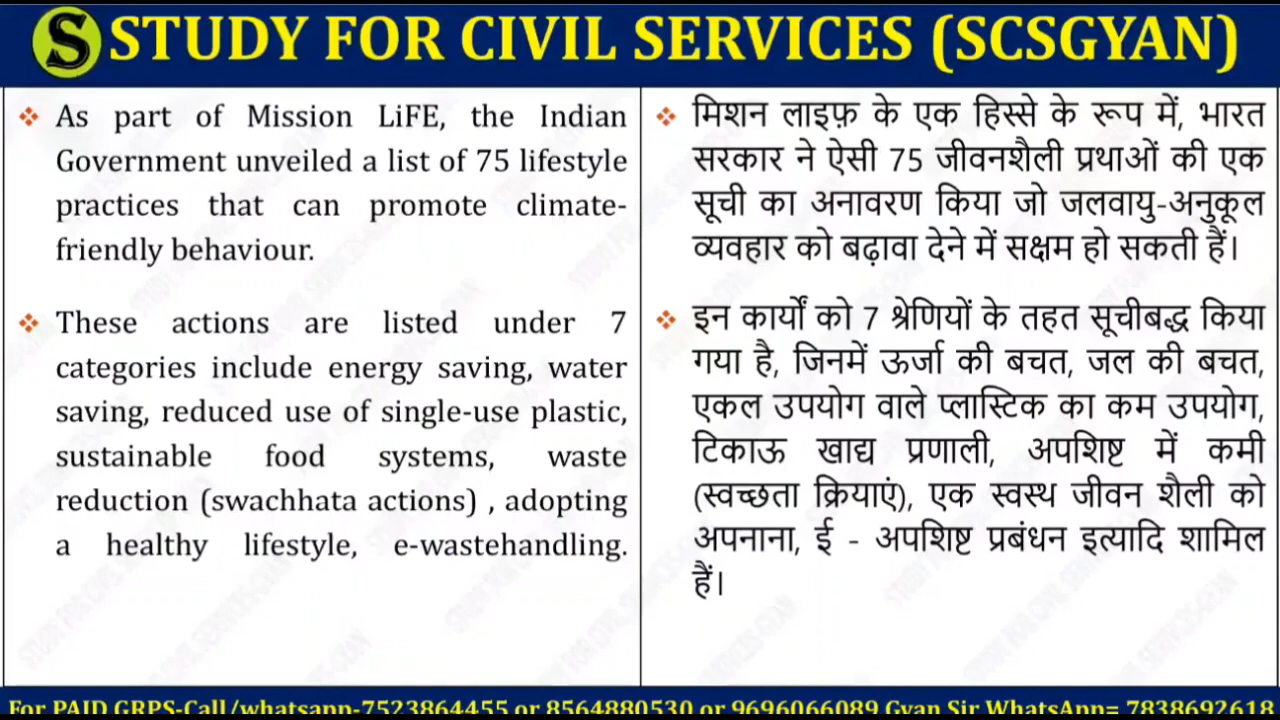 S STUDY FOR CIVIL SERVICES (SCSGYAN)
❖ As part of Mission LiFE, the Indian
Government unveiled a list of 75 lifestyle
practices that can promote climate-
friendly behaviour.
❖ These actions are listed under 7
categories include energy saving, water
saving, reduced use of single-use plastic,
sustainable food systems, waste
reduction (swachhata actions) , adopting
a healthy lifestyle, e-wastehandling.
❖ मिशन लाइफ़ के एक हिस्से के रूप में, भारत
सरकार ने ऐसी 75 जीवनशैली प्रथाओं की एक
सूची का अनावरण किया जो जलवायु-अनुकूल
व्यवहार को बढ़ावा देने में सक्षम हो सकती हैं।
❖ इन कार्यों को 7 श्रेणियों के तहत सूचीबद्ध किया
गया है, जिनमें ऊर्जा की बचत, जल की बचत,
एकल उपयोग वाले प्लास्टिक का कम उपयोग,
टिकाऊ खाद्य प्रणाली, अपशिष्ट में कमी
(स्वच्छता क्रियाएं), एक स्वस्थ जीवन शैली को
अपनाना, ई - अपशिष्ट प्रबंधन इत्यादि शामिल
हैं।
For PAID GRPS-Call/whatsapp-7523864455 or 8564880530 or 9696066089 Gyan Sir WhatsApp= 7838692618